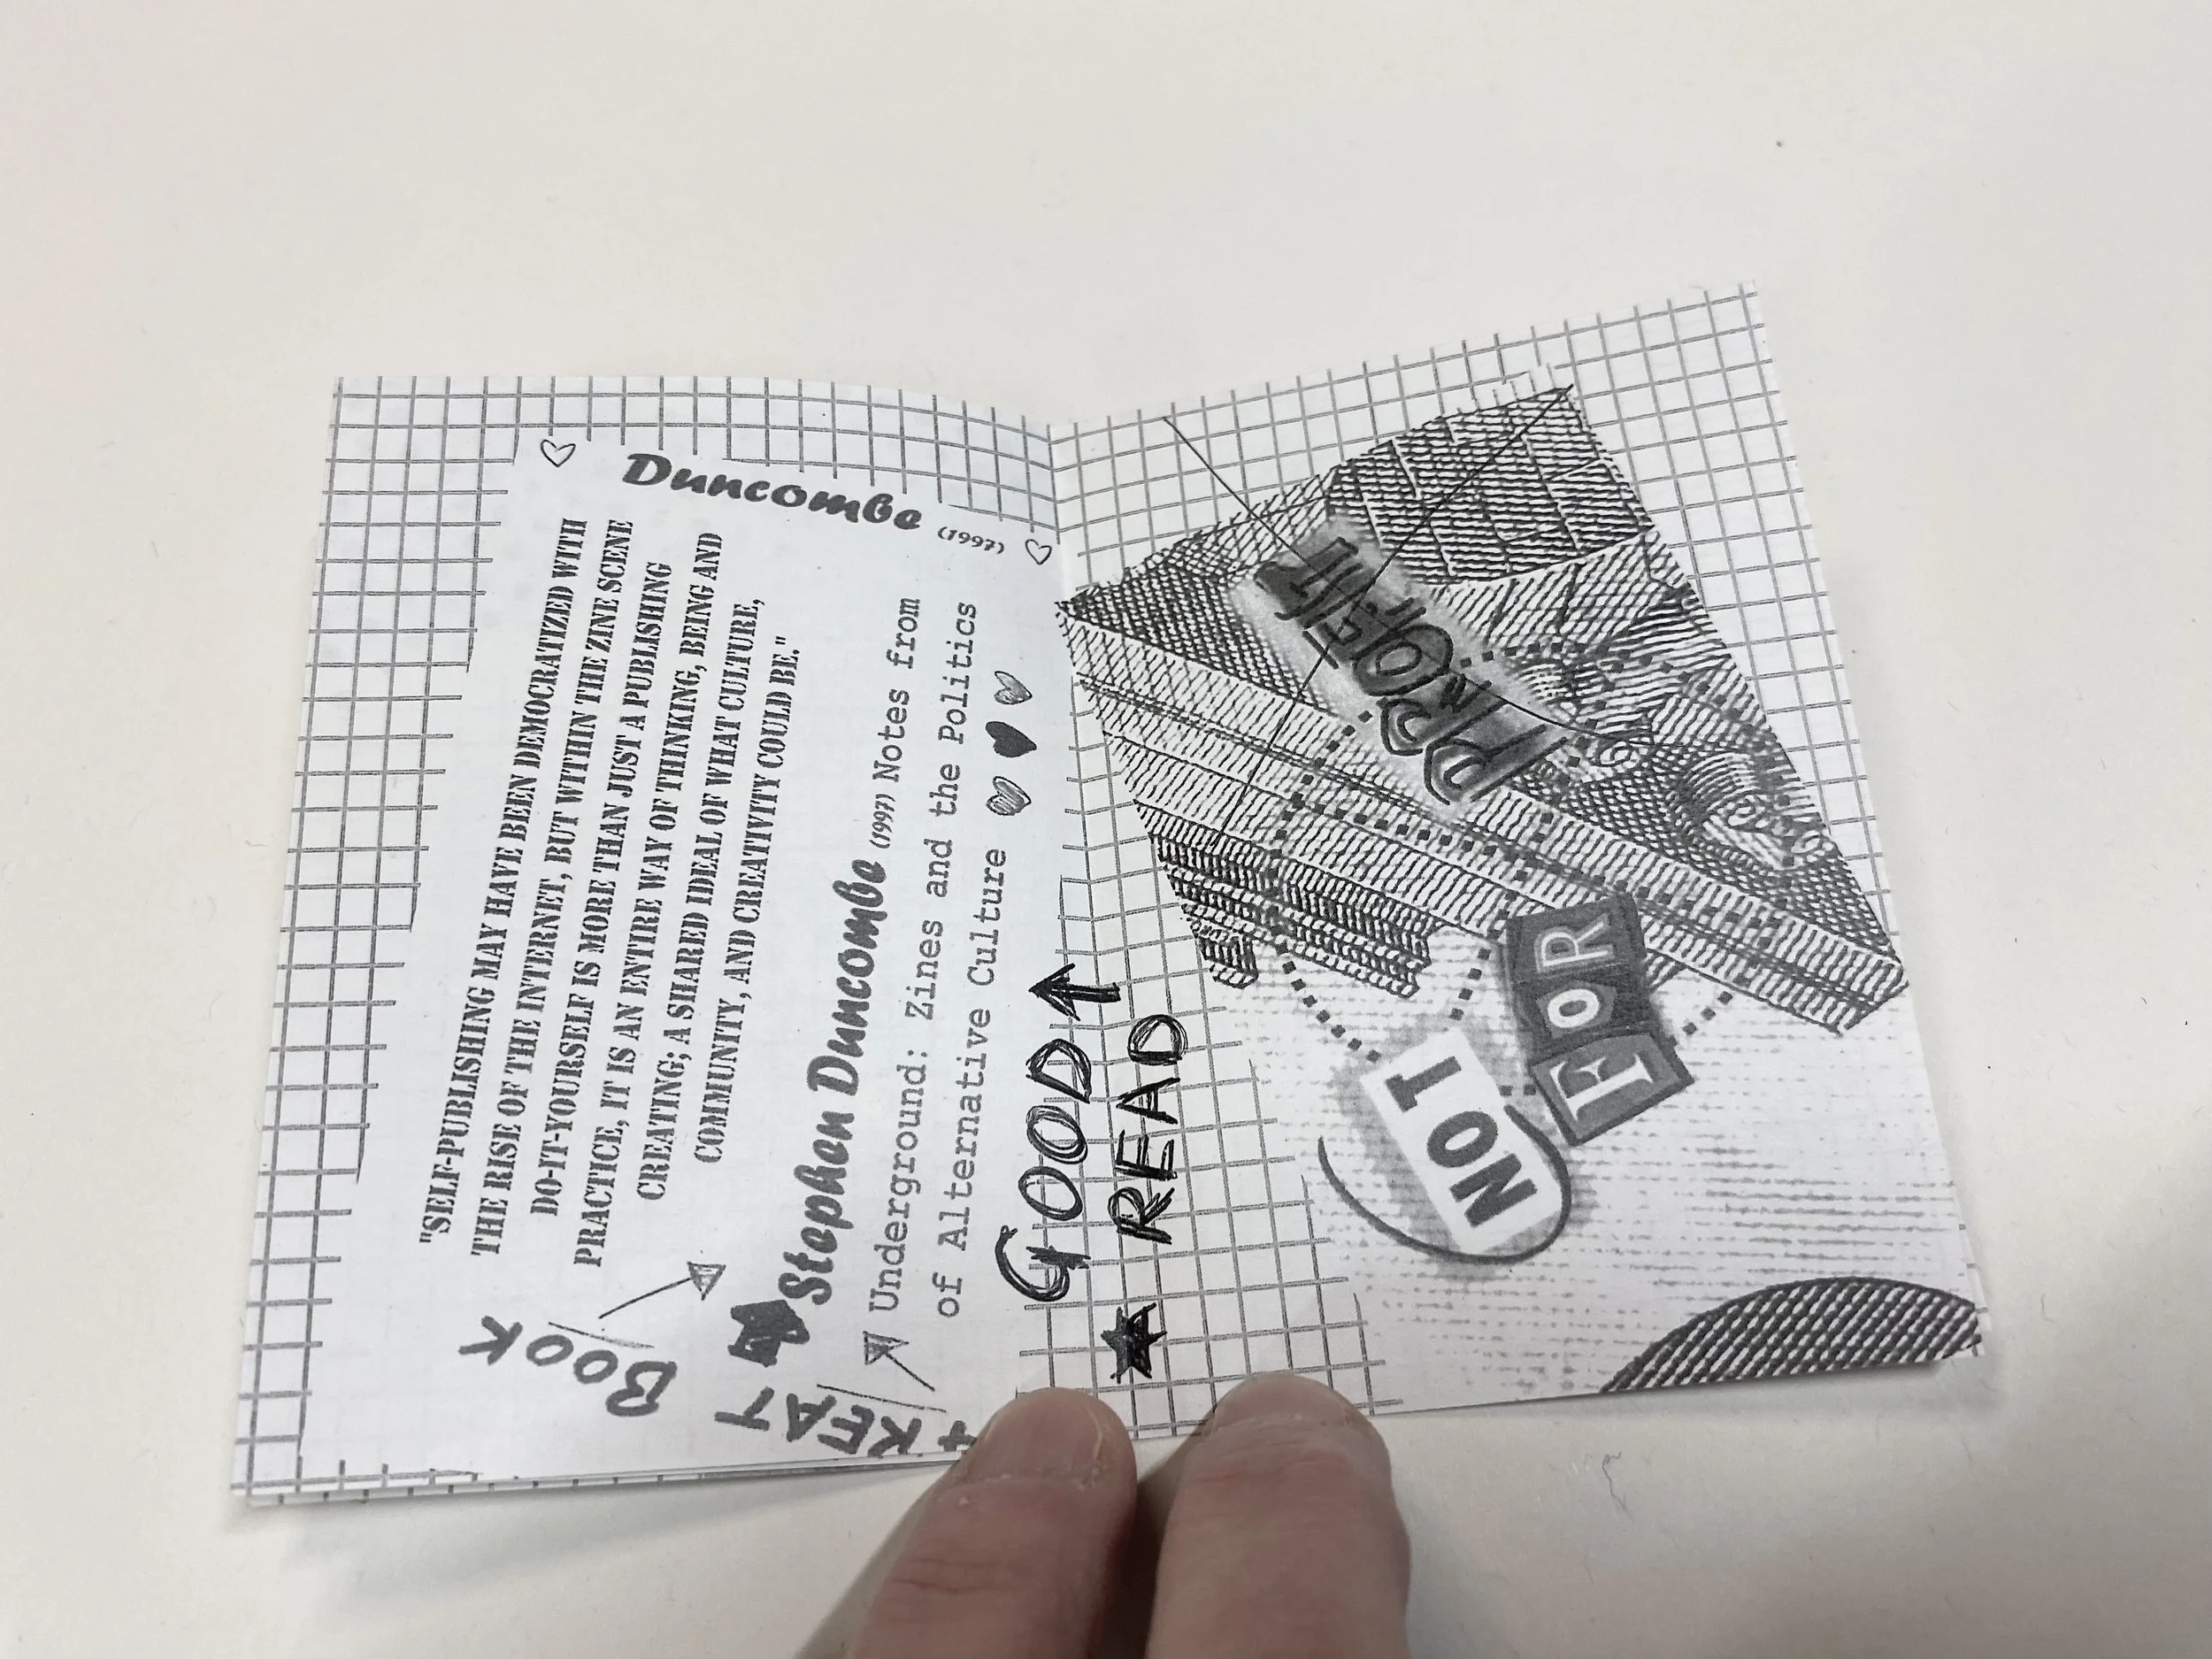 "SELF-PUBLISHING MAY HAVE BEEN DEMOCRATIZED WITH
THE RISE OF THE INTERNET, BUT WITHIN THE ZINE SCENE
DO-IT-YOURSELF IS MORE THAN JUST A PUBLISHING
PRACTICE, IT IS AN ENTIRE WAY OF THINKING, BEING AND
CREATING; A SHARED IDEAL OF WHAT CULTURE,
COMMUNITY, AND CREATIVITY COULD BE."
Duncombe (1997)
GREAT
BOOK
Stephen Duncombe (1997) Notes from
Underground: Zines and the Politics
of Alternative Culture
GOOD
READ
NOT
FOR
PROFIT